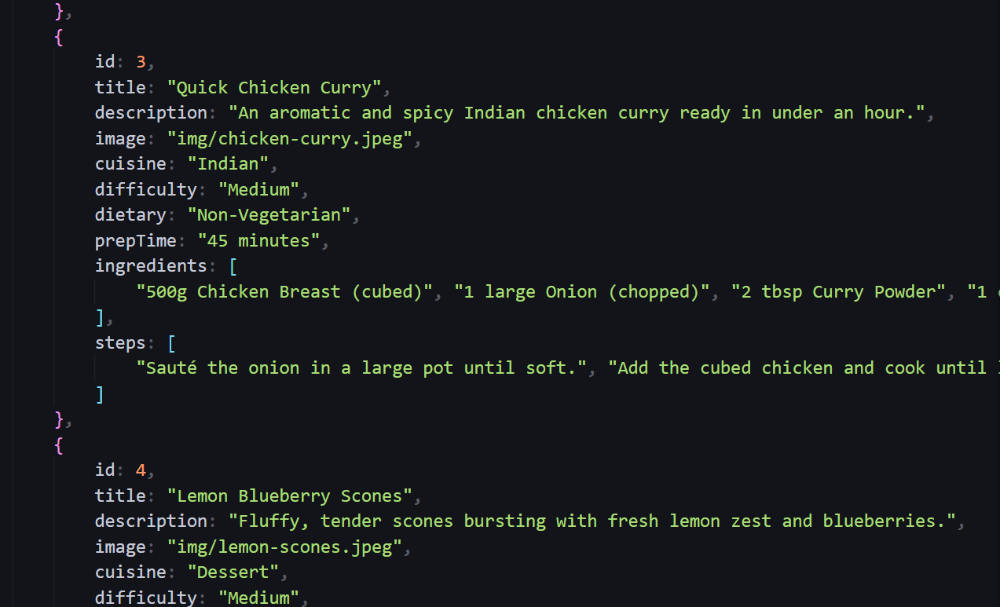 },
{
id: 3,
title: "Quick Chicken Curry",
description: "An aromatic and spicy Indian chicken curry ready in under an hour.",
image: "img/chicken-curry.jpeg",
cuisine: "Indian",
difficulty: "Medium",
dietary: "Non-Vegetarian",
prepTime: "45 minutes",
ingredients: [
"500g Chicken Breast (cubed)", "1 large Onion (chopped)", "2 tbsp Curry Powder", "1
],
steps: [
"Sauté the onion in a large pot until soft.", "Add the cubed chicken and cook until
]
},
{
id: 4,
title: "Lemon Blueberry Scones",
description: "Fluffy, tender scones bursting with fresh lemon zest and blueberries.",
image: "img/lemon-scones.jpeg",
cuisine: "Dessert",
difficulty: "Medium",